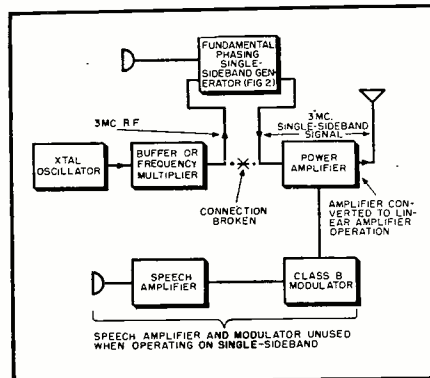 FUNDAMENTAL
PHASING
SINGLE-
SIDEBAND GEN-
ERATOR (FIG 2)
3MC. R F
3MC.
SINGLE-SIDEBAND
SIGNAL
XTAL
OSCILLATOR
BUFFER OR
FREQUENCY
MULTIPLIER
POWER
AMPLIFIER
CONNECTION
BROKEN
AMPLIFIER CON-
VERTED TO LIN-
EAR AMPLIFIER
OPERATION
SPEECH
AMPLIFIER
CLASS B
MODULATOR
SPEECH AMPLIFIER AND MODULATOR UNUSED
WHEN OPERATING ON SINGLE-SIDEBAND